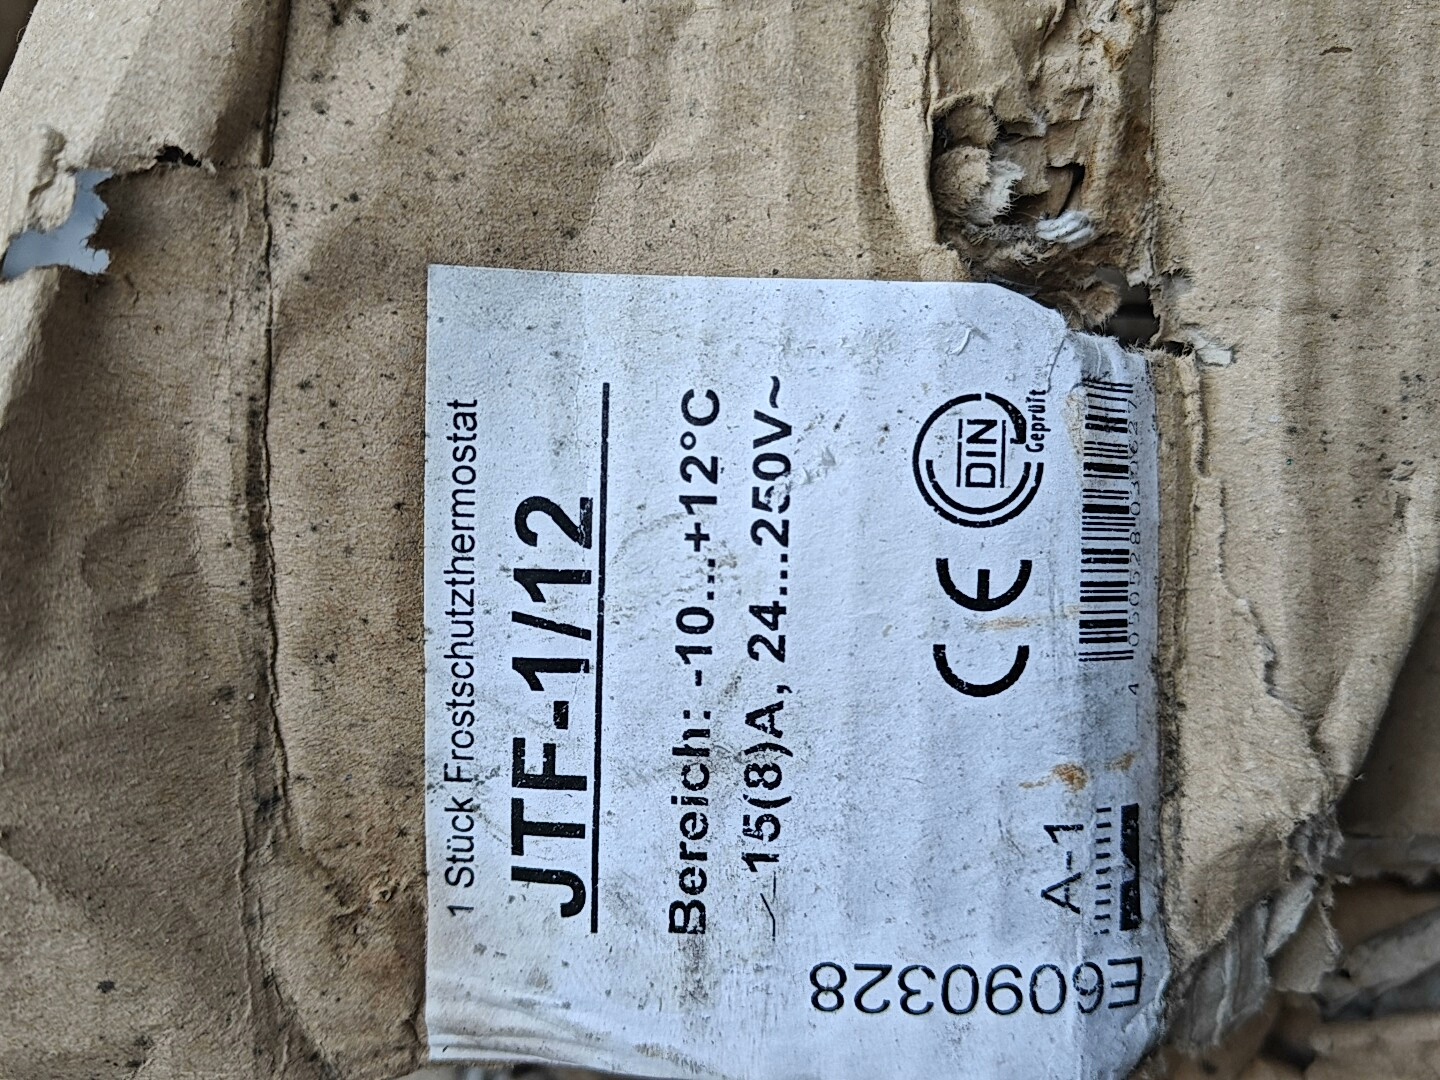 1 Stück Frostschutzthermostat
JTF-1/12
Bereich: -10...+12°C
15(8)A, 24...250V~
CE
DIN
Geprüft
A-1
E6090328